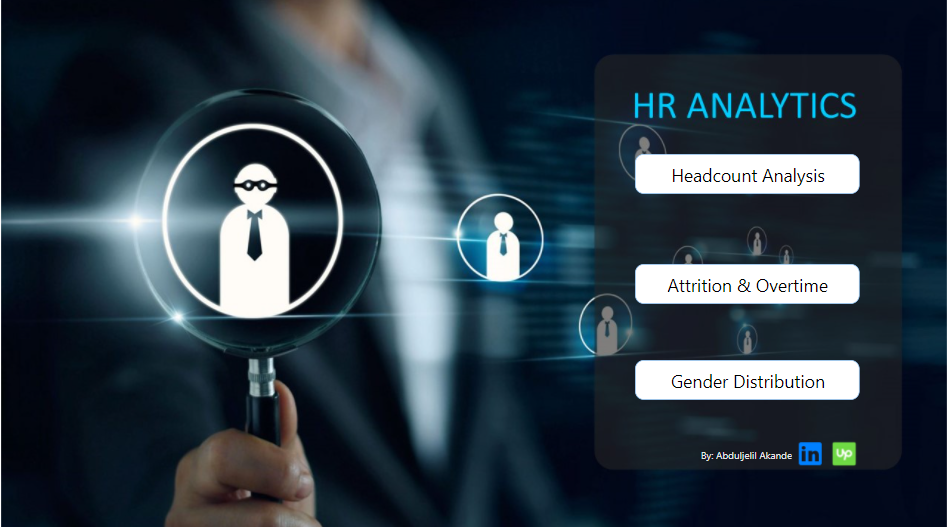 HR ANALYTICS
Headcount Analysis
Attrition & Overtime
Gender Distribution
By: Abduljelil Akande in Up